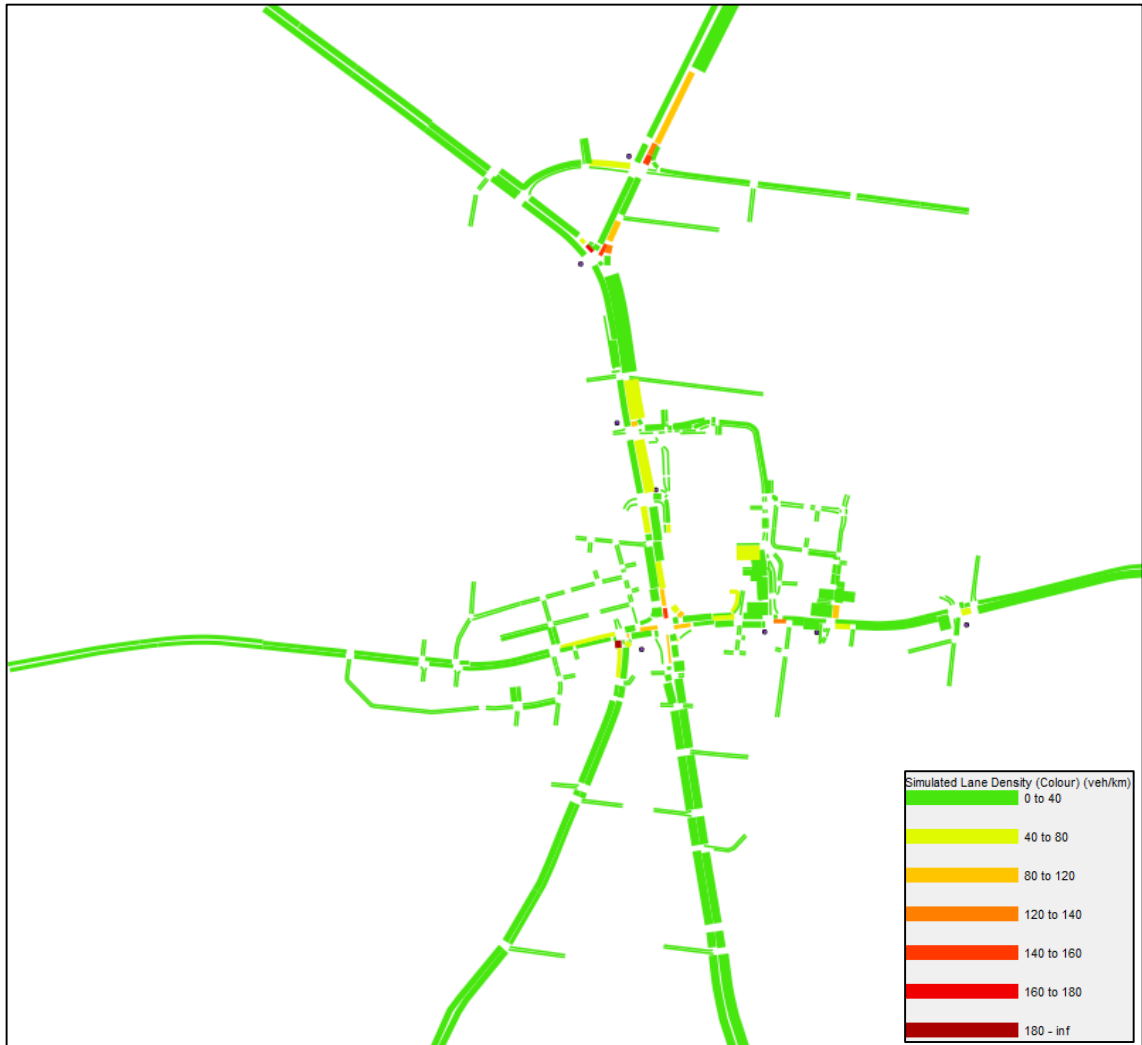 Simulated Lane Density (Colour) (veh/km)
0 to 40
40 to 80
80 to 120
120 to 140
140 to 160
160 to 180
180 - inf